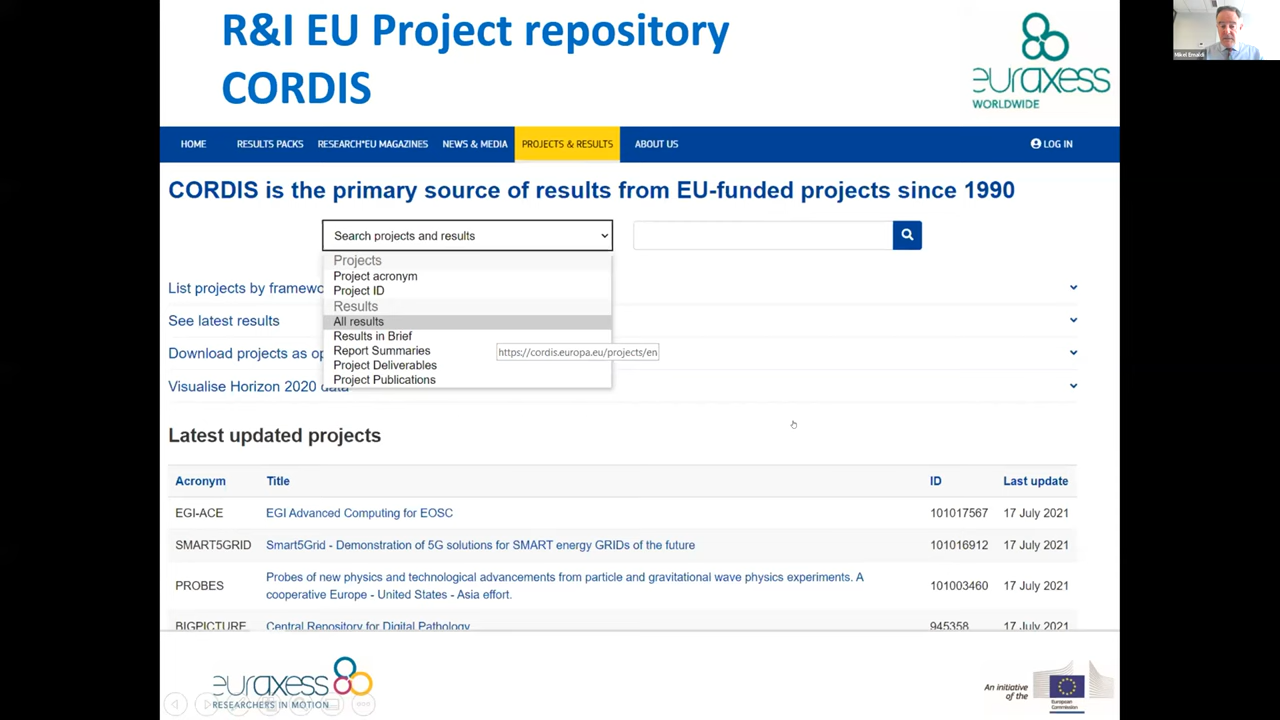 R&I EU Project repository
CORDIS
euraxess
WORLDWIDE
Mikel Emaldi
HOME RESULTS PACKS RESEARCH*EU MAGAZINES NEWS & MEDIA PROJECTS & RESULTS ABOUT US LOG IN
CORDIS is the primary source of results from EU-funded projects since 1990
Search projects and results
Projects
Project acronym
Project ID
Results
All results
Results in Brief
Report Summaries
Project Deliverables
Project Publications
https://cordis.europa.eu/projects/en
List projects by framewo
See latest results
Download projects as op
Visualise Horizon 2020 data
Latest updated projects
Acronym Title ID Last update
EGI-ACE EGI Advanced Computing for EOSC 101017567 17 July 2021
SMART5GRID Smart5Grid - Demonstration of 5G solutions for SMART energy GRIDs of the future 101016912 17 July 2021
PROBES Probes of new physics and technological advancements from particle and gravitational wave physics experiments. A
cooperative Europe - United States - Asia effort. 101003460 17 July 2021
BIGPICTURE Central Repository for Digital Pathology 945358 17 July 2021
euraxess
RESEARCHERS IN MOTION
An initiative
of the
European
Commission